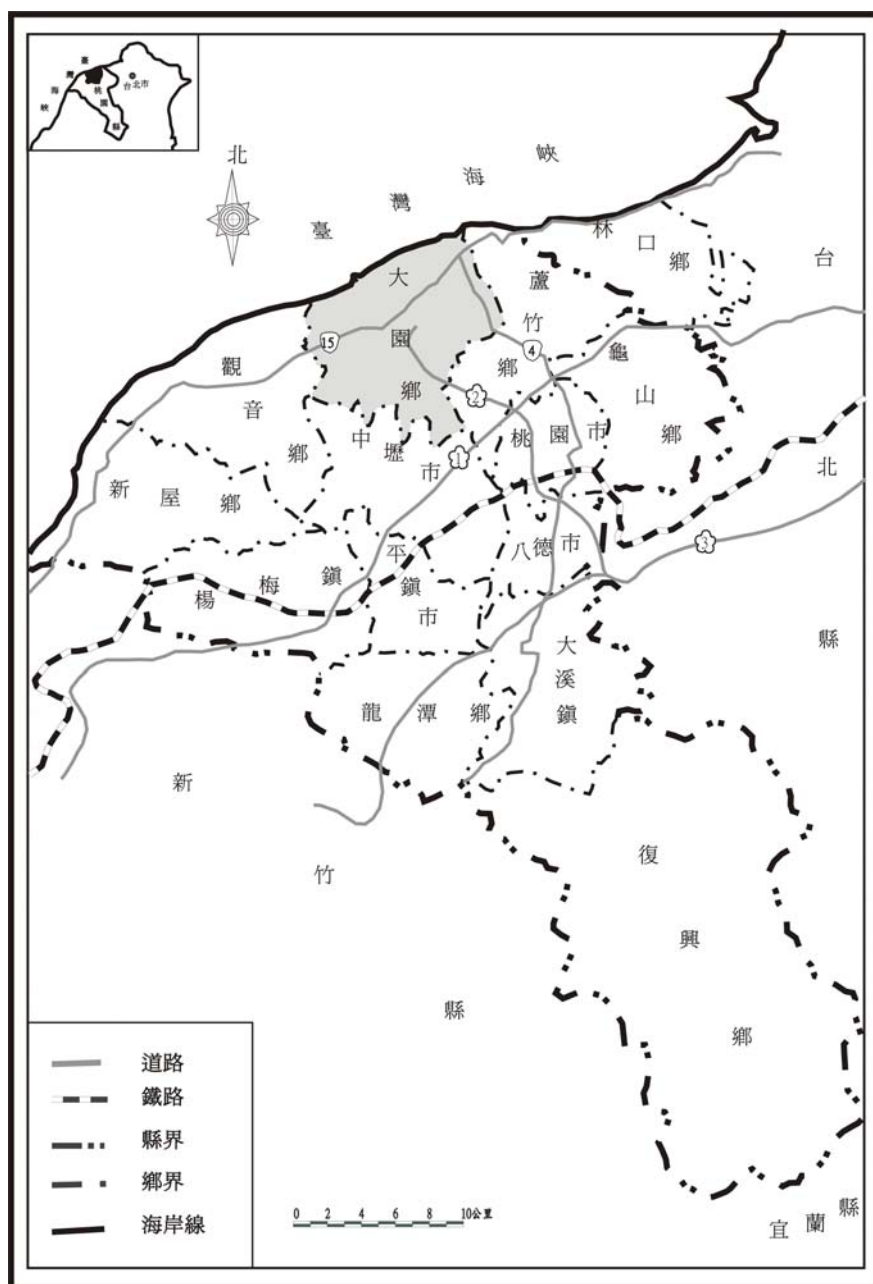 臺灣海峽
台北市
桃園縣
北
臺灣海峽
林口鄉
台北縣
蘆竹鄉
大園鄉
龜山鄉
觀音鄉
中壢市
桃園市
新屋鄉
楊梅鎮
平鎮市
八德市
大溪鎮
龍潭鄉
復興鄉
新竹縣
宜蘭縣
15
4
2
1
3
道路
鐵路
縣界
鄉界
海岸線
0 2 4 6 8 10公里